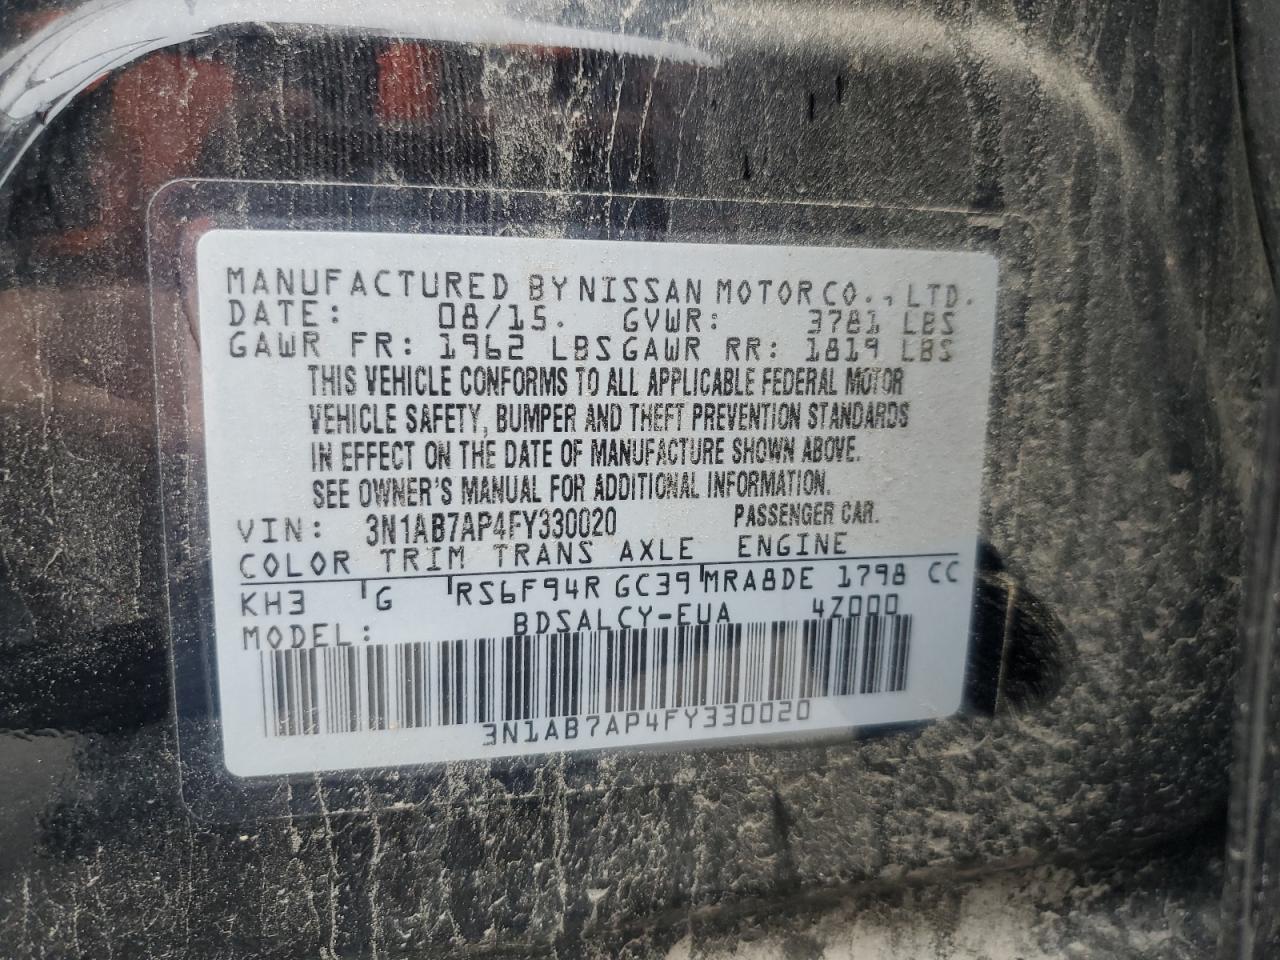 MANUFACTURED BY NISSAN MOTOR CO., LTD.
DATE: 08/15. GVWR: 3781 LBS
GAWR FR: 1962 LBS GAWR RR: 1819 LBS
THIS VEHICLE CONFORMS TO ALL APPLICABLE FEDERAL MOTOR
VEHICLE SAFETY, BUMPER AND THEFT PREVENTION STANDARDS
IN EFFECT ON THE DATE OF MANUFACTURE SHOWN ABOVE.
SEE OWNER'S MANUAL FOR ADDITIONAL INFORMATION.
VIN: 3N1AB7AP4FY330020 PASSENGER CAR.
COLOR TRIM TRANS AXLE ENGINE
KH3 G RS6F94R GC39 MRA8DE 1798 CC
MODEL: BDSALCY-EUA 4Z000
3N1AB7AP4FY330020